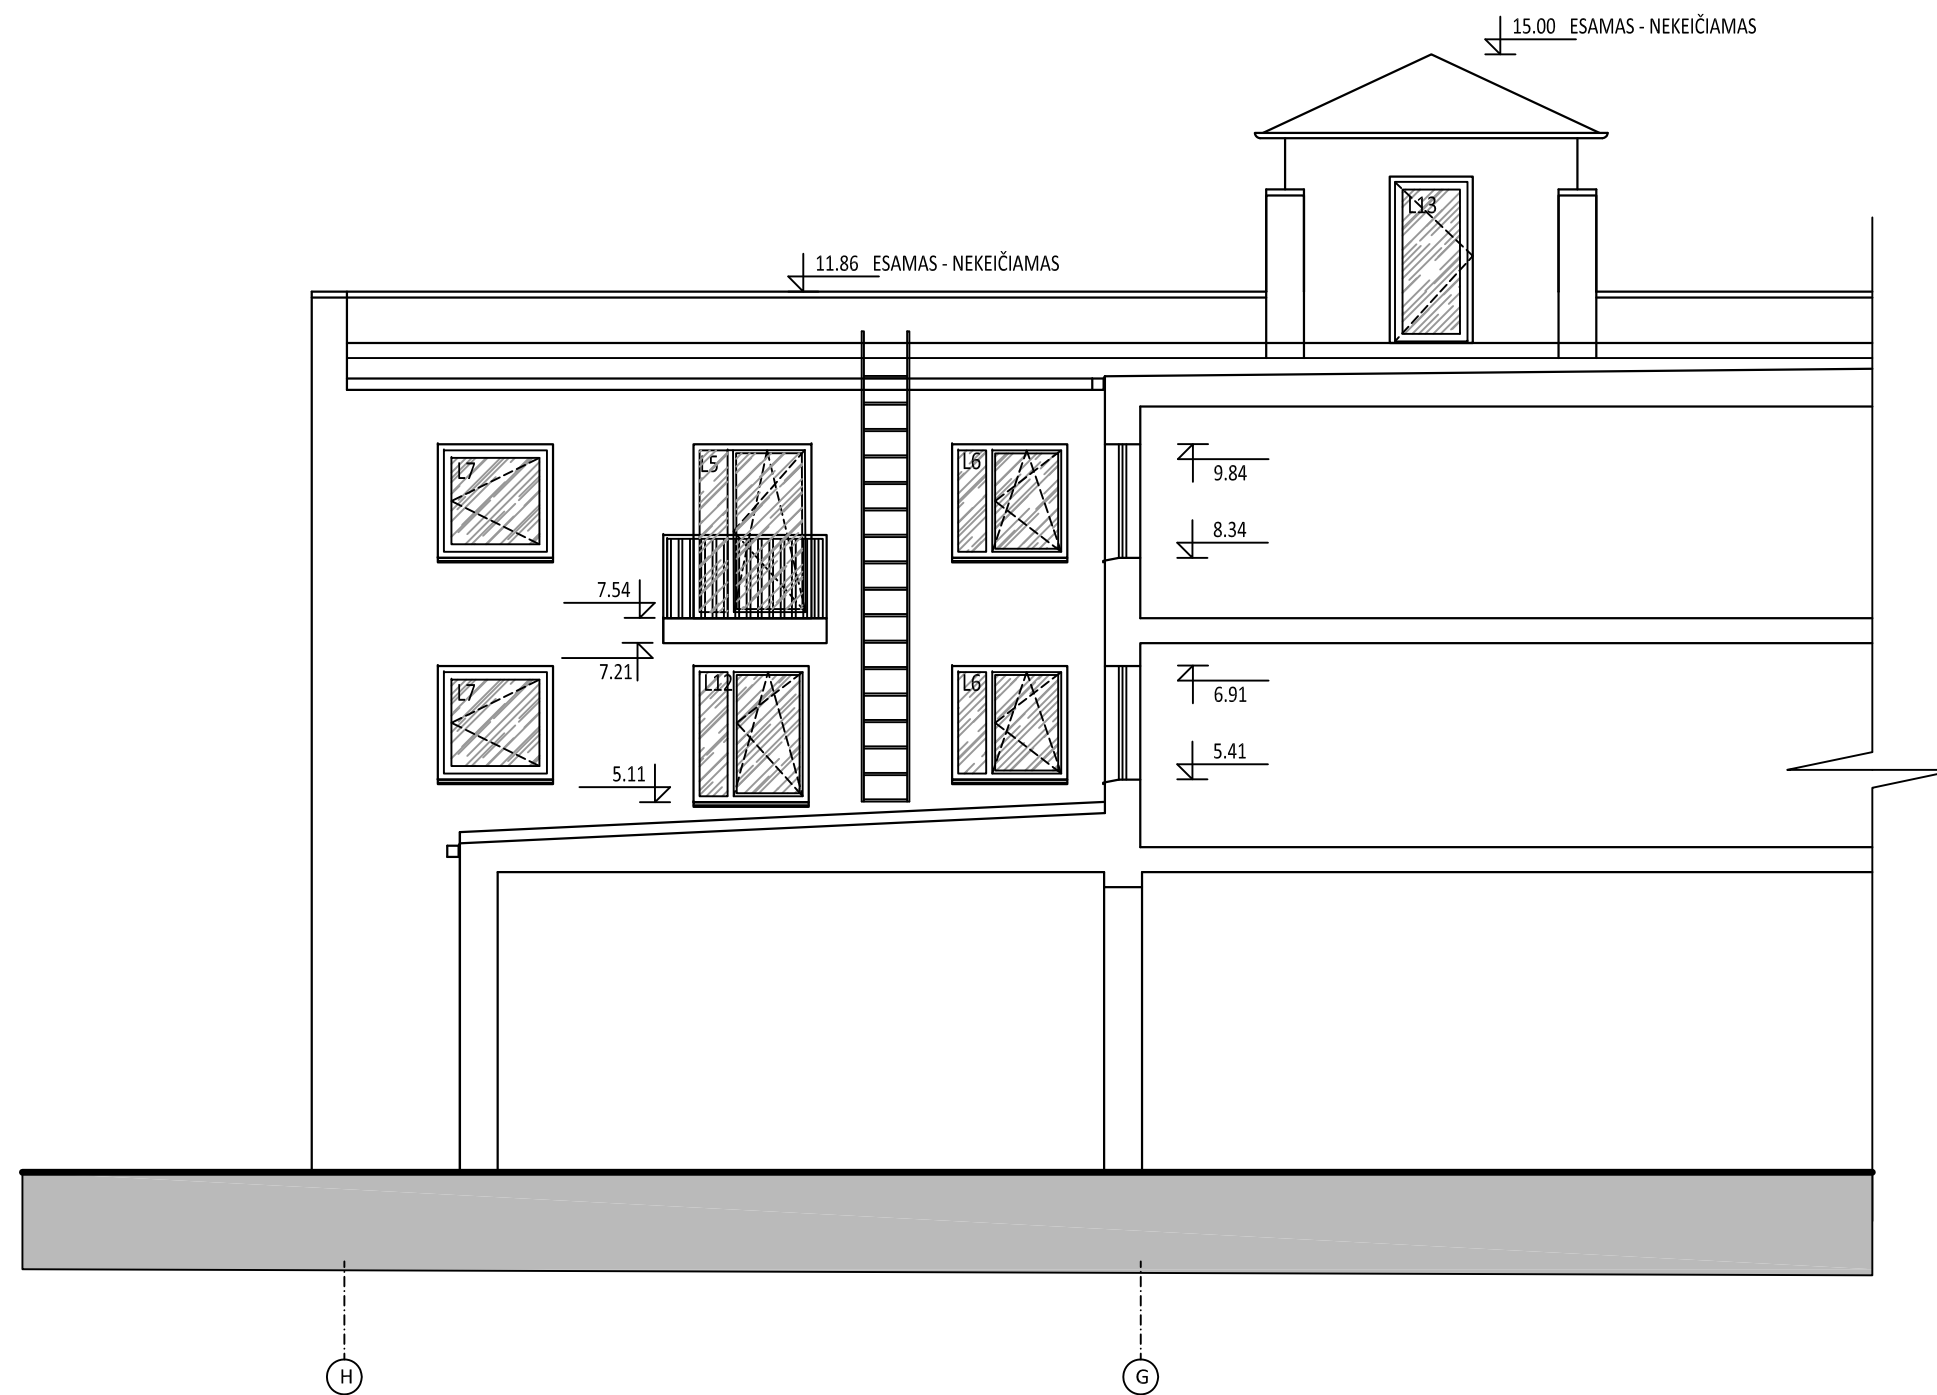 15.00 ESAMAS - NEKEIČIAMAS
L13
11.86 ESAMAS - NEKEIČIAMAS
L7
L5
L6
9.84
8.34
7.54
7.21
L7
L12
L6
6.91
5.41
5.11
H
G